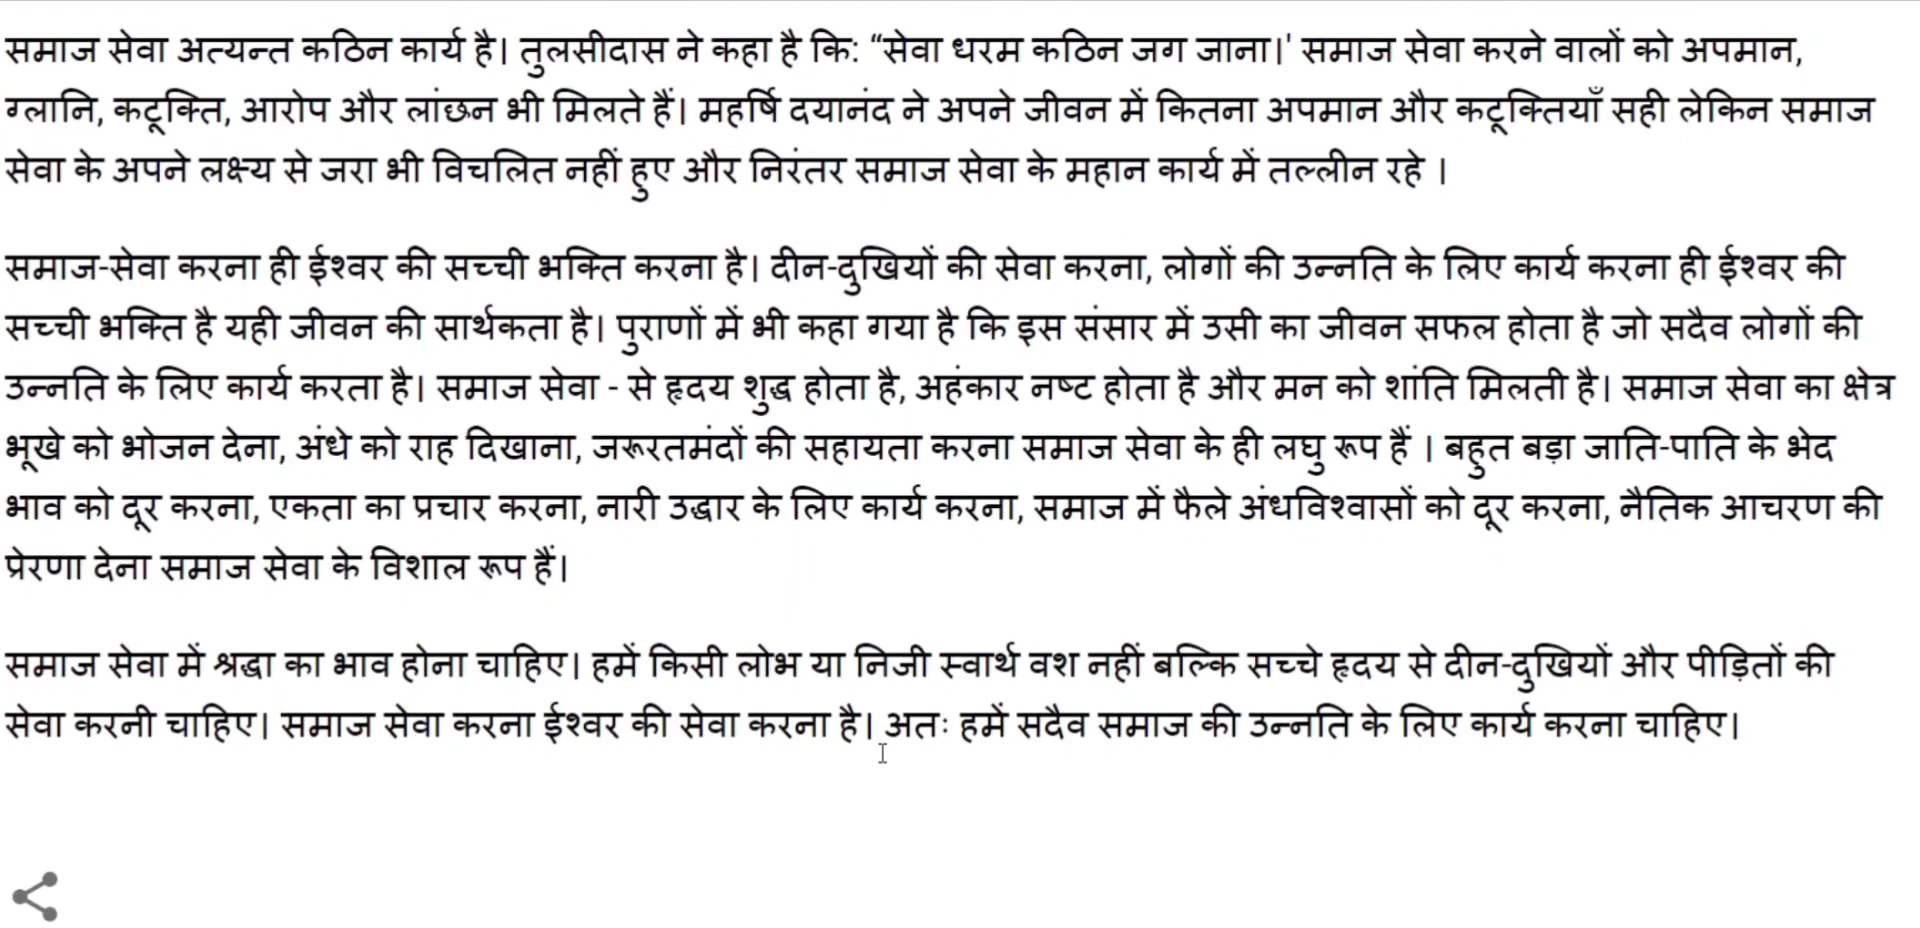 समाज सेवा अत्यन्त कठिन कार्य है। तुलसीदास ने कहा है कि: “सेवा धरम कठिन जग जाना।' समाज सेवा करने वालों को अपमान,
ग्लानि, कटूक्ति, आरोप और लांछन भी मिलते हैं। महर्षि दयानंद ने अपने जीवन में कितना अपमान और कटूक्तियाँ सही लेकिन समाज
सेवा के अपने लक्ष्य से जरा भी विचलित नहीं हुए और निरंतर समाज सेवा के महान कार्य में तल्लीन रहे ।
समाज-सेवा करना ही ईश्वर की सच्ची भक्ति करना है। दीन-दुखियों की सेवा करना, लोगों की उन्नति के लिए कार्य करना ही ईश्वर की
सच्ची भक्ति है यही जीवन की सार्थकता है। पुराणों में भी कहा गया है कि इस संसार में उसी का जीवन सफल होता है जो सदैव लोगों की
उन्नति के लिए कार्य करता है। समाज सेवा - से हृदय शुद्ध होता है, अहंकार नष्ट होता है और मन को शांति मिलती है। समाज सेवा का क्षेत्र
भूखे को भोजन देना, अंधे को राह दिखाना, जरूरतमंदों की सहायता करना समाज सेवा के ही लघु रूप हैं । बहुत बड़ा जाति-पाति के भेद
भाव को दूर करना, एकता का प्रचार करना, नारी उद्धार के लिए कार्य करना, समाज में फैले अंधविश्वासों को दूर करना, नैतिक आचरण की
प्रेरणा देना समाज सेवा के विशाल रूप हैं।
समाज सेवा में श्रद्धा का भाव होना चाहिए। हमें किसी लोभ या निजी स्वार्थ वश नहीं बल्कि सच्चे हृदय से दीन-दुखियों और पीड़ितों की
सेवा करनी चाहिए। समाज सेवा करना ईश्वर की सेवा करना है। अतः हमें सदैव समाज की उन्नति के लिए कार्य करना चाहिए।